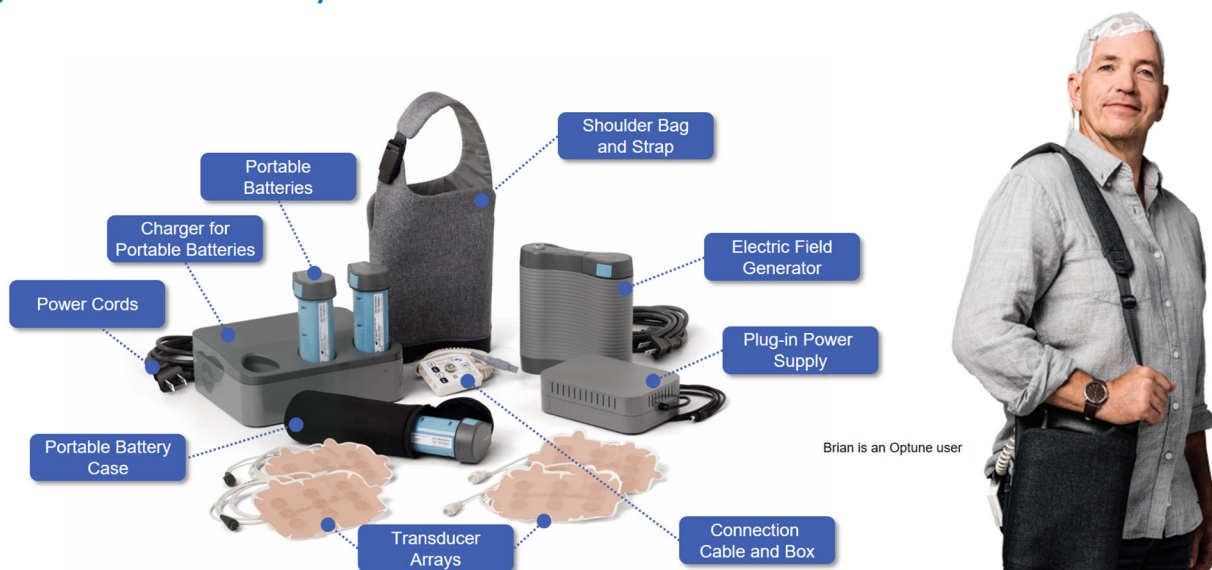 Shoulder Bag
and Strap
Portable
Batteries
Charger for
Portable Batteries
Electric Field
Generator
Power Cords
Plug-in Power
Supply
Portable Battery
Case
Brian is an Optune user
Transducer
Arrays
Connection
Cable and Box